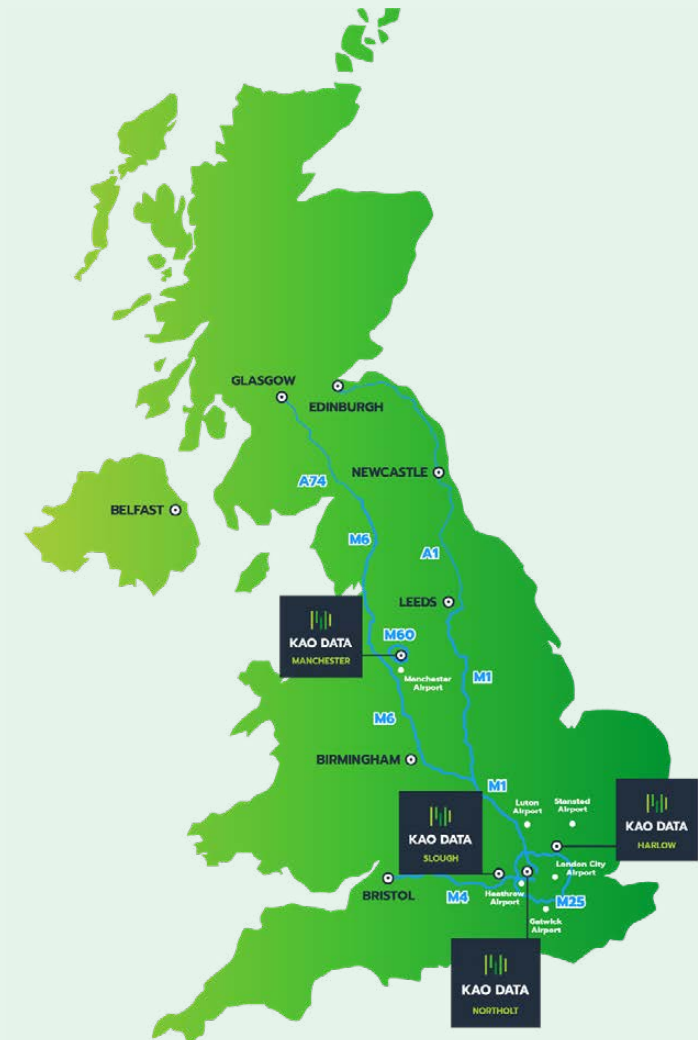 GLASGOW
EDINBURGH
A74
NEWCASTLE
BELFAST
M6
A1
LEEDS
KAO DATA
MANCHESTER
M60
Manchester
Airport
M1
M6
BIRMINGHAM
M1
Luton
Airport
Stansted
Airport
KAO DATA
HARLOW
KAO DATA
SLOUGH
London City
Airport
BRISTOL
M4
Heathrow
Airport
M25
Gatwick
Airport
KAO DATA
NORTHOLT